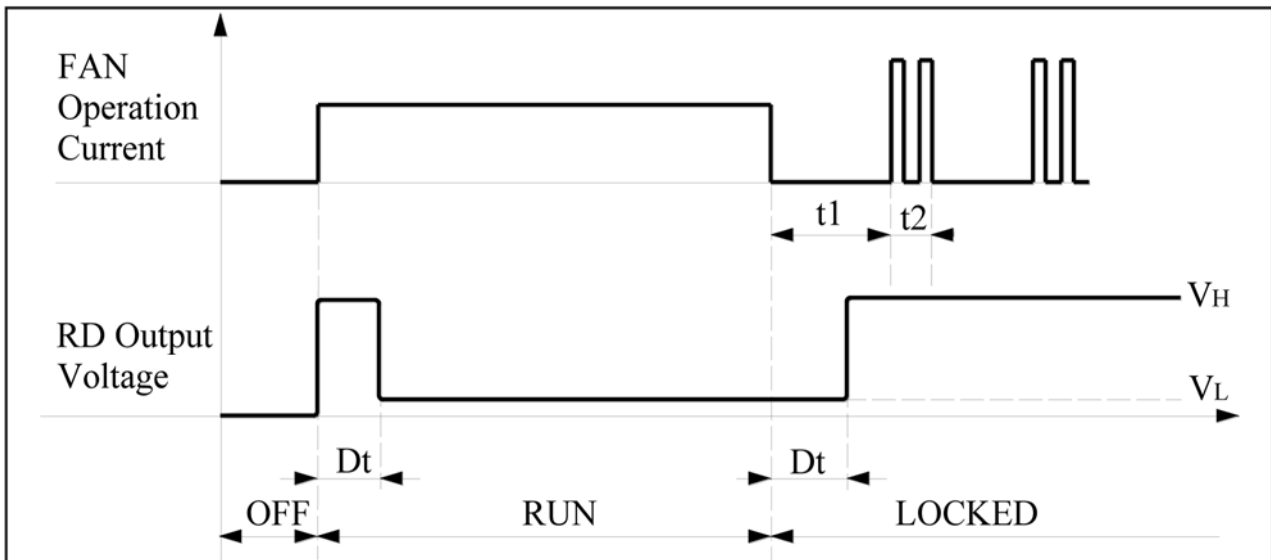 FAN
Operation
Current
t1
t2
RD Output
Voltage
VH
VL
Dt
Dt
OFF
RUN
LOCKED